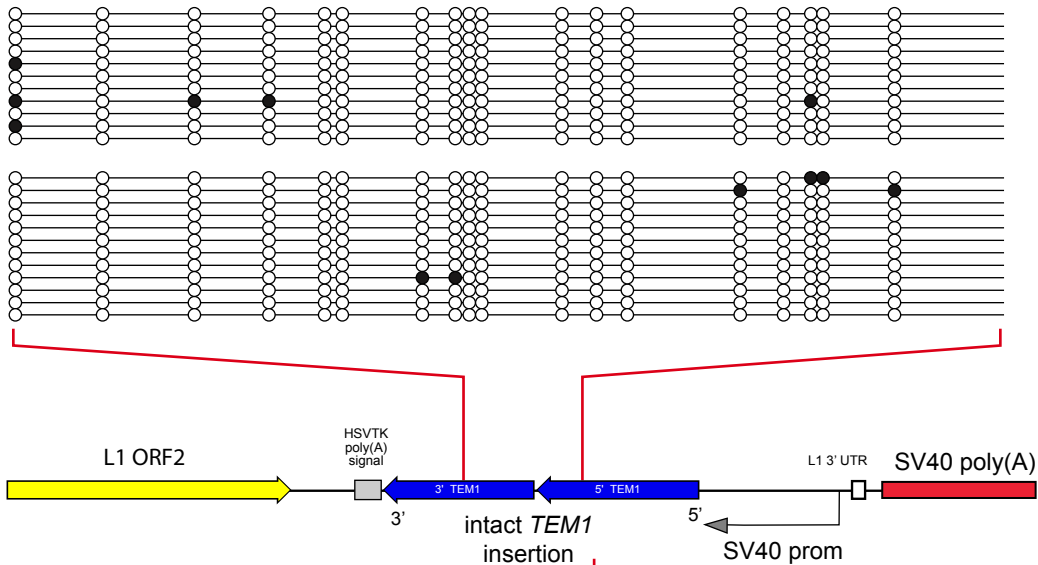 HSVTK
poly(A)
signal
L1 ORF2
L1 3’ UTR
SV40 poly(A)
3’ TEM1
5’ TEM1
3’
intact TEM1
insertion
5’
SV40 prom